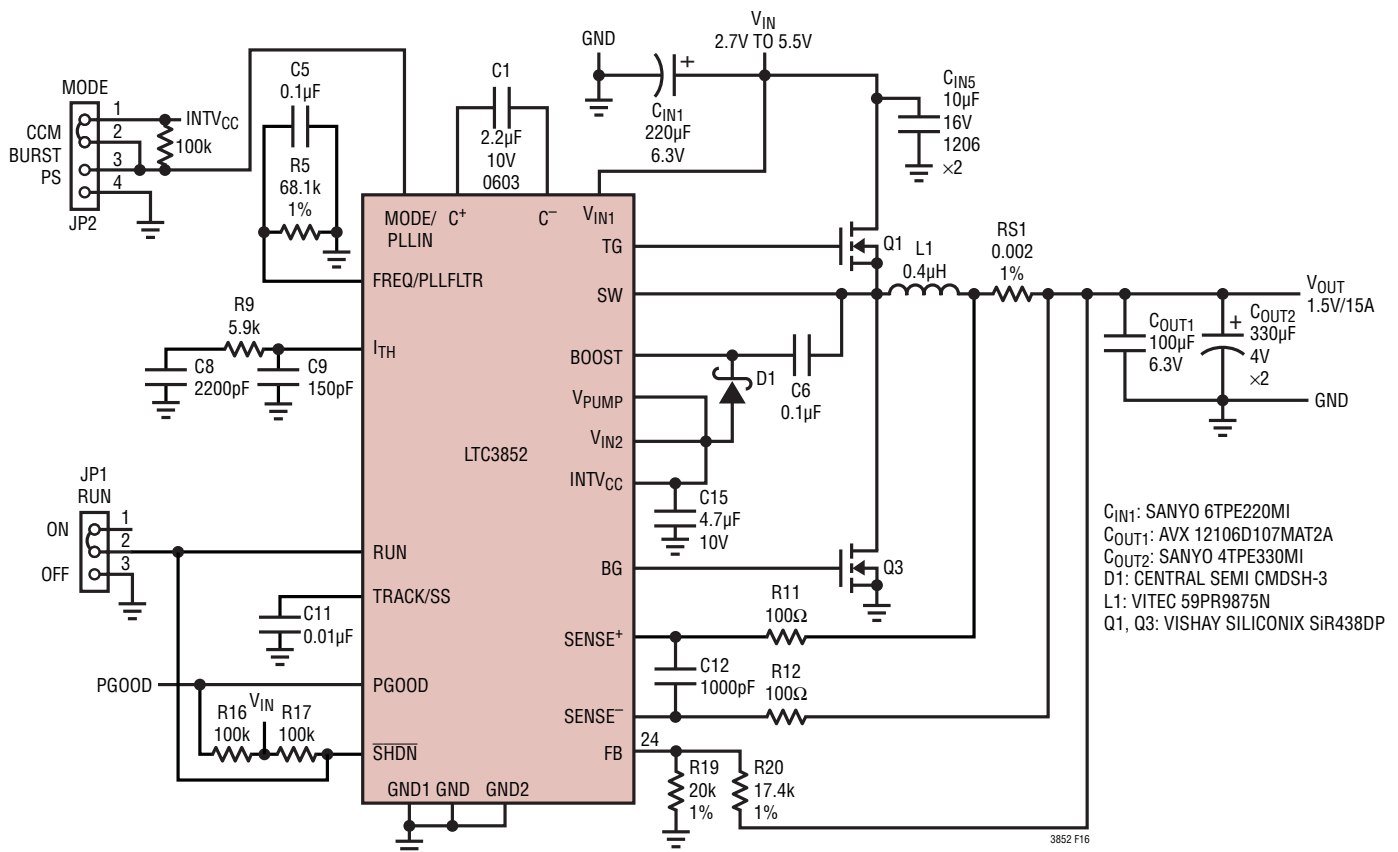 MODE
CCM
BURST
PS
1
2
3
4
JP2
INTVCC
100k
C5
0.1µF
R5
68.1k
1%
C1
2.2µF
10V
0603
GND
CIN1
220µF
6.3V
VIN
2.7V TO 5.5V
CIN5
10µF
16V
1206
×2
MODE/
PLLIN
C+
C–
VIN1
FREQ/PLLFLTR
TG
Q1
SW
L1
0.4µH
RS1
0.002
1%
VOUT
1.5V/15A
R9
5.9k
C8
2200pF
C9
150pF
ITH
BOOST
D1
C6
0.1µF
COUT1
100µF
6.3V
+
COUT2
330µF
4V
×2
GND
VPUMP
VIN2
INTVCC
LTC3852
C15
4.7µF
10V
JP1
RUN
ON
OFF
1
2
3
RUN
BG
Q3
TRACK/SS
C11
0.01µF
SENSE+
R11
100Ω
C12
1000pF
R12
100Ω
SENSE–
PGOOD
PGOOD
VIN
R16
100k
R17
100k
SHDN
FB
24
R19
20k
1%
R20
17.4k
1%
GND1 GND GND2
CIN1: SANYO 6TPE220MI
COUT1: AVX 12106D107MAT2A
COUT2: SANYO 4TPE330MI
D1: CENTRAL SEMI CMDSH-3
L1: VITEC 59PR9875N
Q1, Q3: VISHAY SILICONIX SiR438DP
3852 F16